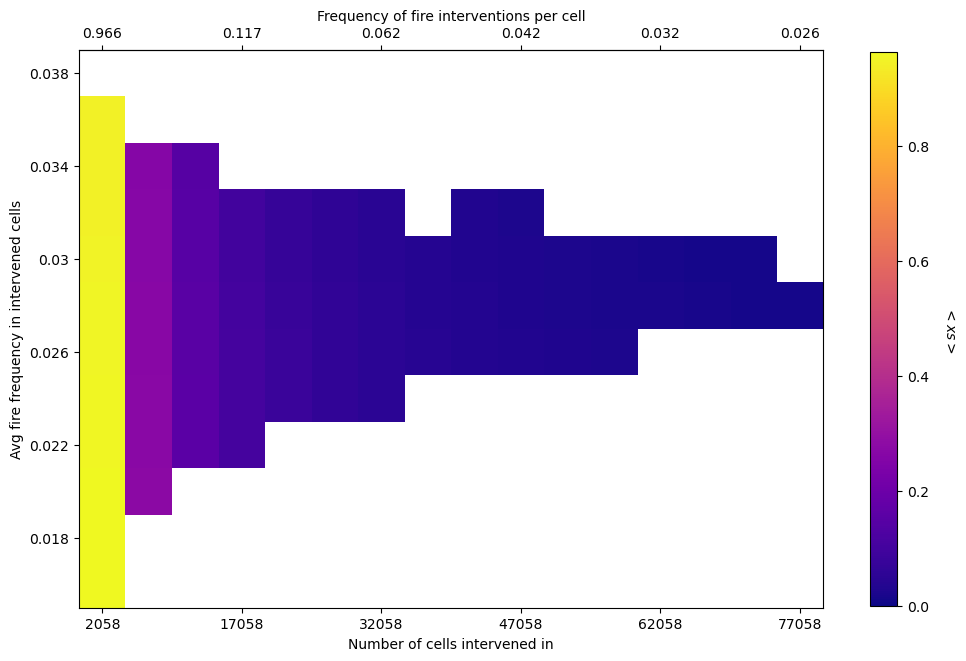 Frequency of fire interventions per cell
0.966 0.117 0.062 0.042 0.032 0.026
0.038
0.034
0.03
0.026
0.022
0.018
Avg fire frequency in intervened cells
2058 17058 32058 47058 62058 77058
Number of cells intervened in
0.8
0.6
0.4
0.2
0.0
< xs >